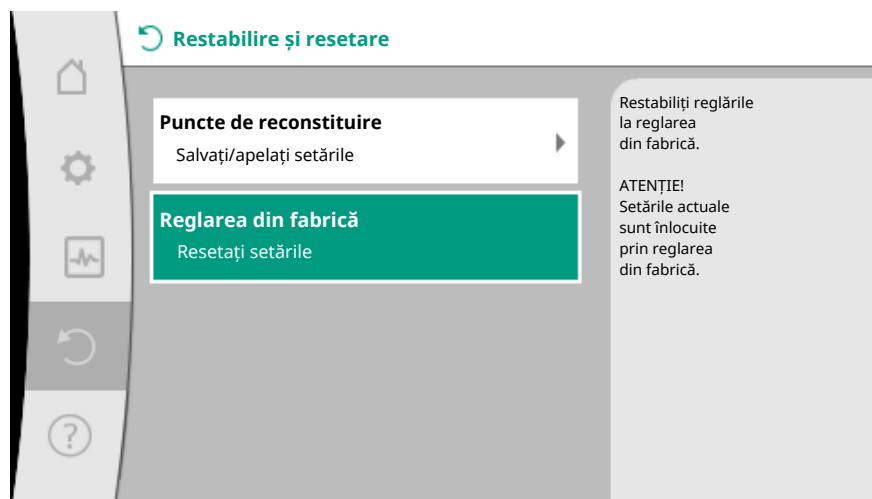 Restabilire și resetare
Puncte de reconstituire
Salvați/apelați setările
Reglarea din fabrică
Resetați setările
Restabiliți reglările
la reglarea
din fabrică.
ATENȚIE!
Setările actuale
sunt înlocuite
prin reglarea
din fabrică.
?